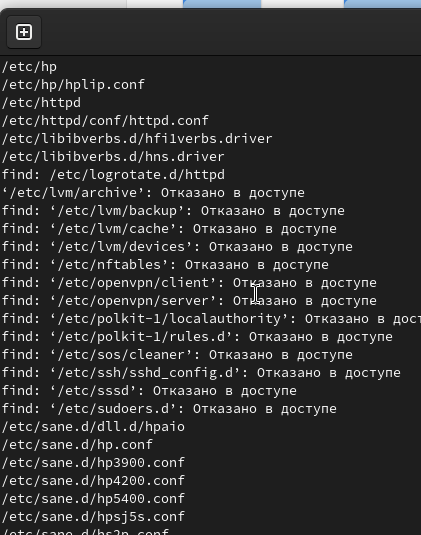 /etc/hp
/etc/hp/hplip.conf
/etc/httpd
/etc/httpd/conf/httpd.conf
/etc/libibverbs.d/hfi1verbs.driver
/etc/libibverbs.d/hns.driver
find: /etc/logrotate.d/httpd
‘/etc/lvm/archive’: Отказано в доступе
find: ‘/etc/lvm/backup’: Отказано в доступе
find: ‘/etc/lvm/cache’: Отказано в доступе
find: ‘/etc/lvm/devices’: Отказано в доступе
find: ‘/etc/nftables’: Отказано в доступе
find: ‘/etc/openvpn/client’: Отказано в доступе
find: ‘/etc/openvpn/server’: Отказано в доступе
find: ‘/etc/polkit-1/localauthority’: Отказано в дост
find: ‘/etc/polkit-1/rules.d’: Отказано в доступе
find: ‘/etc/sos/cleaner’: Отказано в доступе
find: ‘/etc/ssh/sshd_config.d’: Отказано в доступе
find: ‘/etc/sssd’: Отказано в доступе
find: ‘/etc/sudoers.d’: Отказано в доступе
/etc/sane.d/dll.d/hpaio
/etc/sane.d/hp.conf
/etc/sane.d/hp3900.conf
/etc/sane.d/hp4200.conf
/etc/sane.d/hp5400.conf
/etc/sane.d/hpsj5s.conf
/etc/sane.d/hs2p.conf